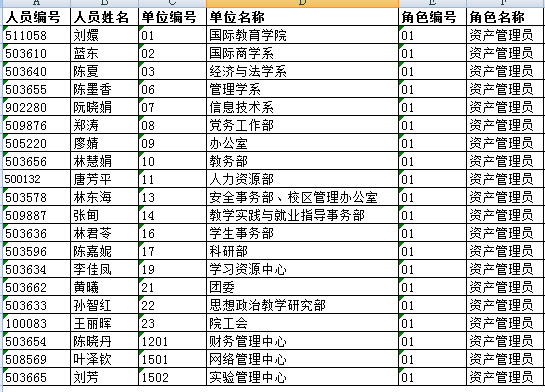 A B C D E F
人员编号 人员姓名 单位编号 单位名称 角色编号 角色名称
511058 刘嬛 01 国际教育学院 01 资产管理员
503610 蓝东 02 国际商学系 01 资产管理员
503640 陈夏 03 经济与法学系 01 资产管理员
503655 陈墨香 06 管理学系 01 资产管理员
902280 阮晓娟 07 信息技术系 01 资产管理员
509876 郑涛 08 党务工作部 01 资产管理员
505220 廖婧 09 办公室 01 资产管理员
503656 林慧娟 10 教务部 01 资产管理员
500132 唐芳平 11 人力资源部 01 资产管理员
503578 林东海 13 安全事务部、校区管理办公室 01 资产管理员
509887 张甸 14 教学实践与就业指导事务部 01 资产管理员
503636 林君苓 16 学生事务部 01 资产管理员
503596 陈嘉妮 17 科研部 01 资产管理员
503634 李佳凤 19 学习资源中心 01 资产管理员
503662 黄曦 21 团委 01 资产管理员
503633 孙智红 22 思想政治教学研究部 01 资产管理员
100083 王丽晖 23 院工会 01 资产管理员
503654 陈晓丹 1201 财务管理中心 01 资产管理员
508569 叶泽钦 1501 网络管理中心 01 资产管理员
503665 刘芳 1502 实验管理中心 01 资产管理员